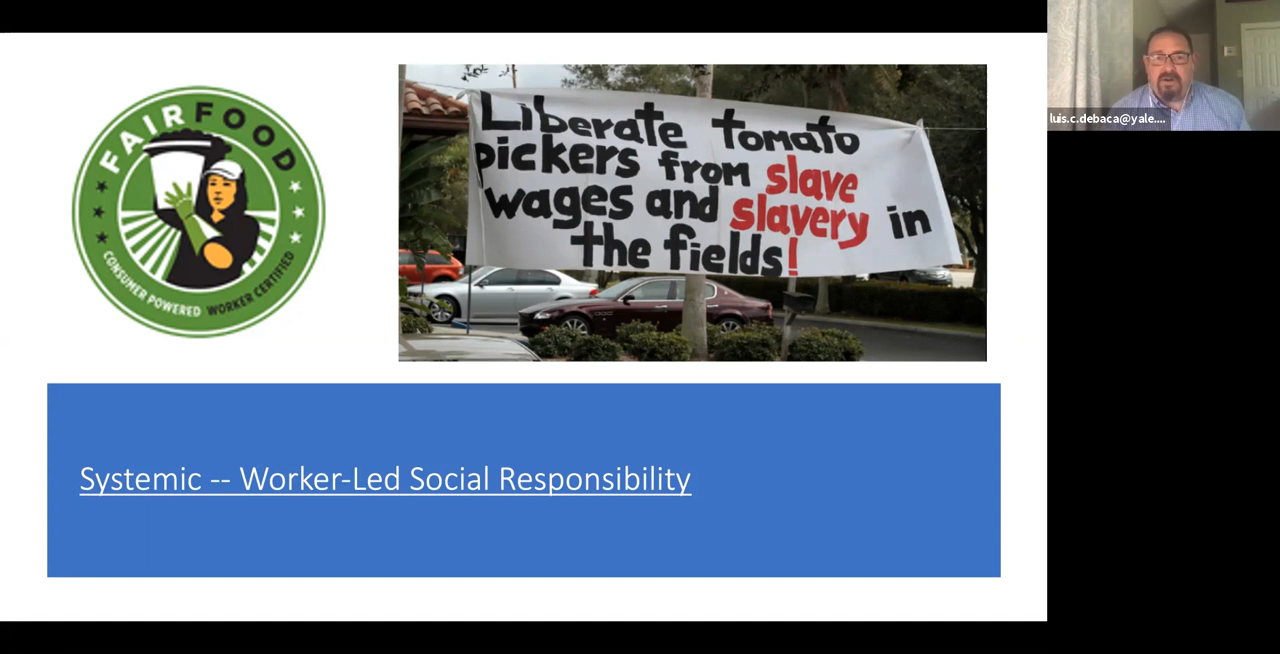 FAIR FOOD
CONSUMER POWERED WORKER CERTIFIED
Liberate tomato
pickers from slave
wages and slavery in
the fields!
luis.c.debaca@yale....
Systemic -- Worker-Led Social Responsibility